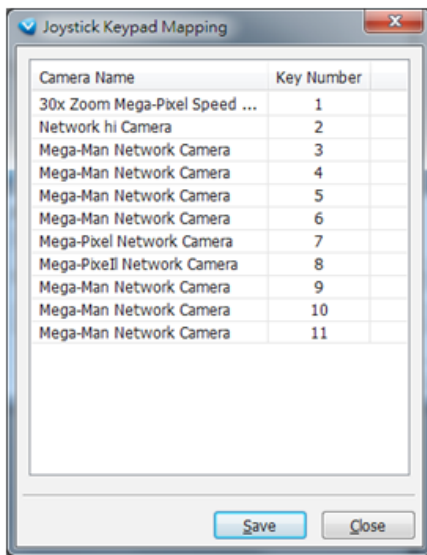 Joystick Keypad Mapping
Camera Name Key Number
30x Zoom Mega-Pixel Speed ... 1
Network hi Camera 2
Mega-Man Network Camera 3
Mega-Man Network Camera 4
Mega-Man Network Camera 5
Mega-Man Network Camera 6
Mega-Pixel Network Camera 7
Mega-PixeIl Network Camera 8
Mega-Man Network Camera 9
Mega-Man Network Camera 10
Mega-Man Network Camera 11
Save Close